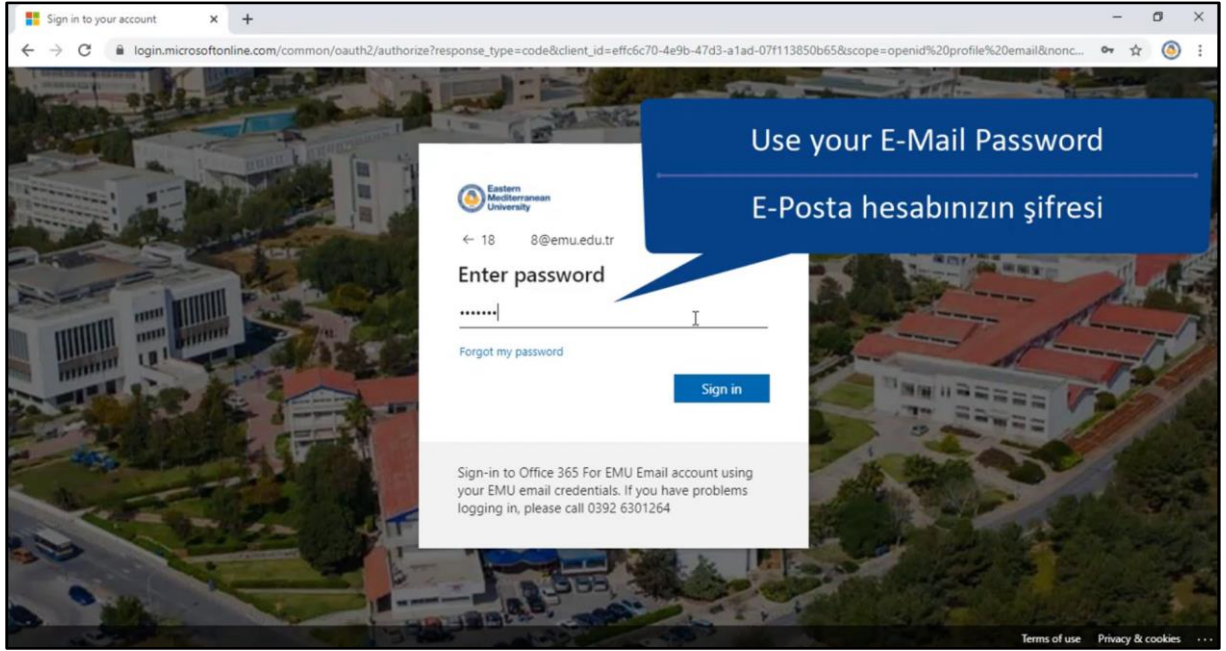 Sign in to your account
login.microsoftonline.com/common/oauth2/authorize?response_type=code&client_id=effc6c70-4e9b-47d3-a1ad-07f113850b65&scope=openid%20profile%20email&nonc...
Use your E-Mail Password
E-Posta hesabınızın şifresi
Eastern
Mediterranean
University
← 18 8@emu.edu.tr
Enter password
•••••••
Forgot my password
Sign in
Sign-in to Office 365 For EMU Email account using
your EMU email credentials. If you have problems
logging in, please call 0392 6301264
Terms of use Privacy & cookies ...